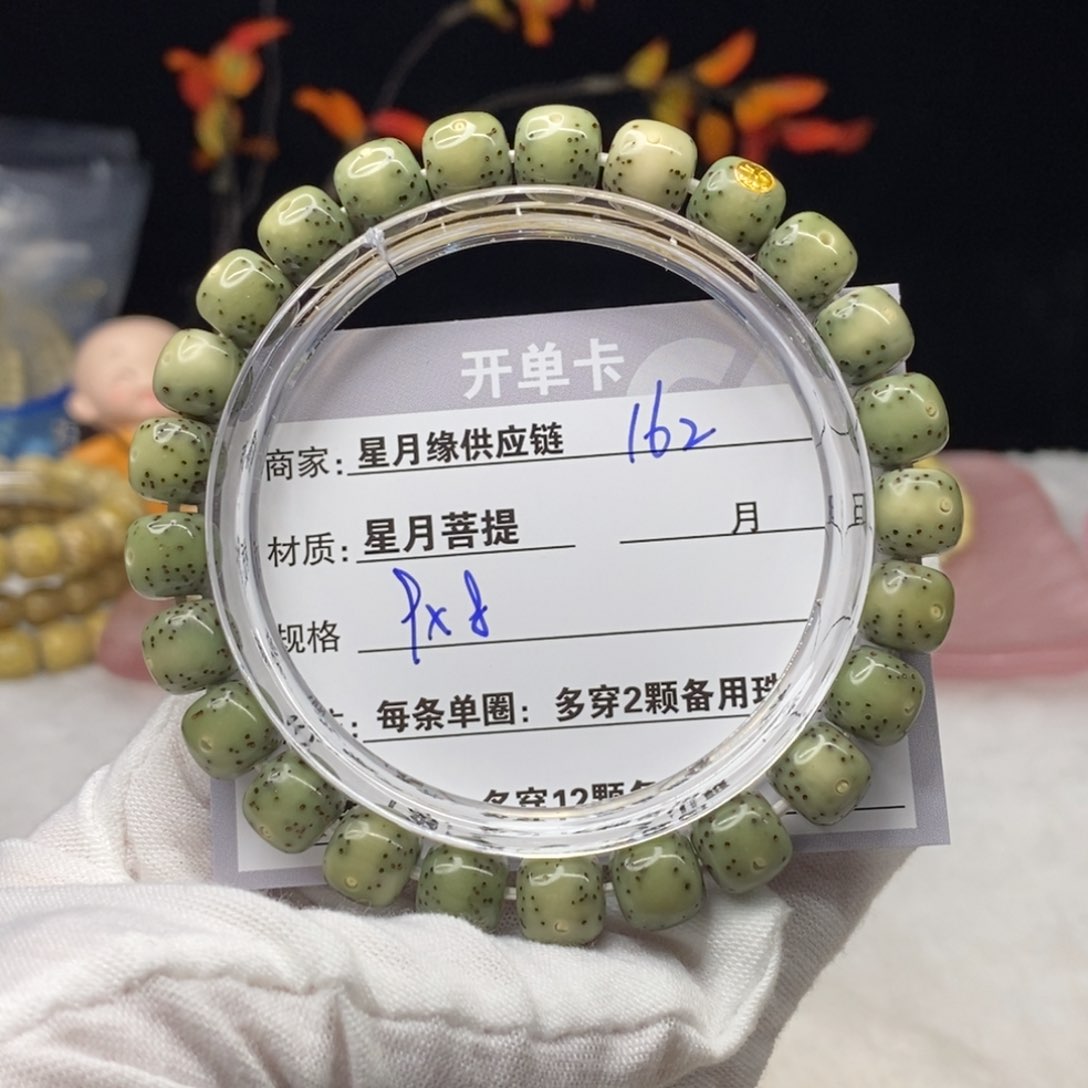 开单卡
商家: 星月缘供应链 162
材质: 星月菩提 月 日
规格 9x8
: 每条单圈: 多穿2颗备用珠
多穿12颗